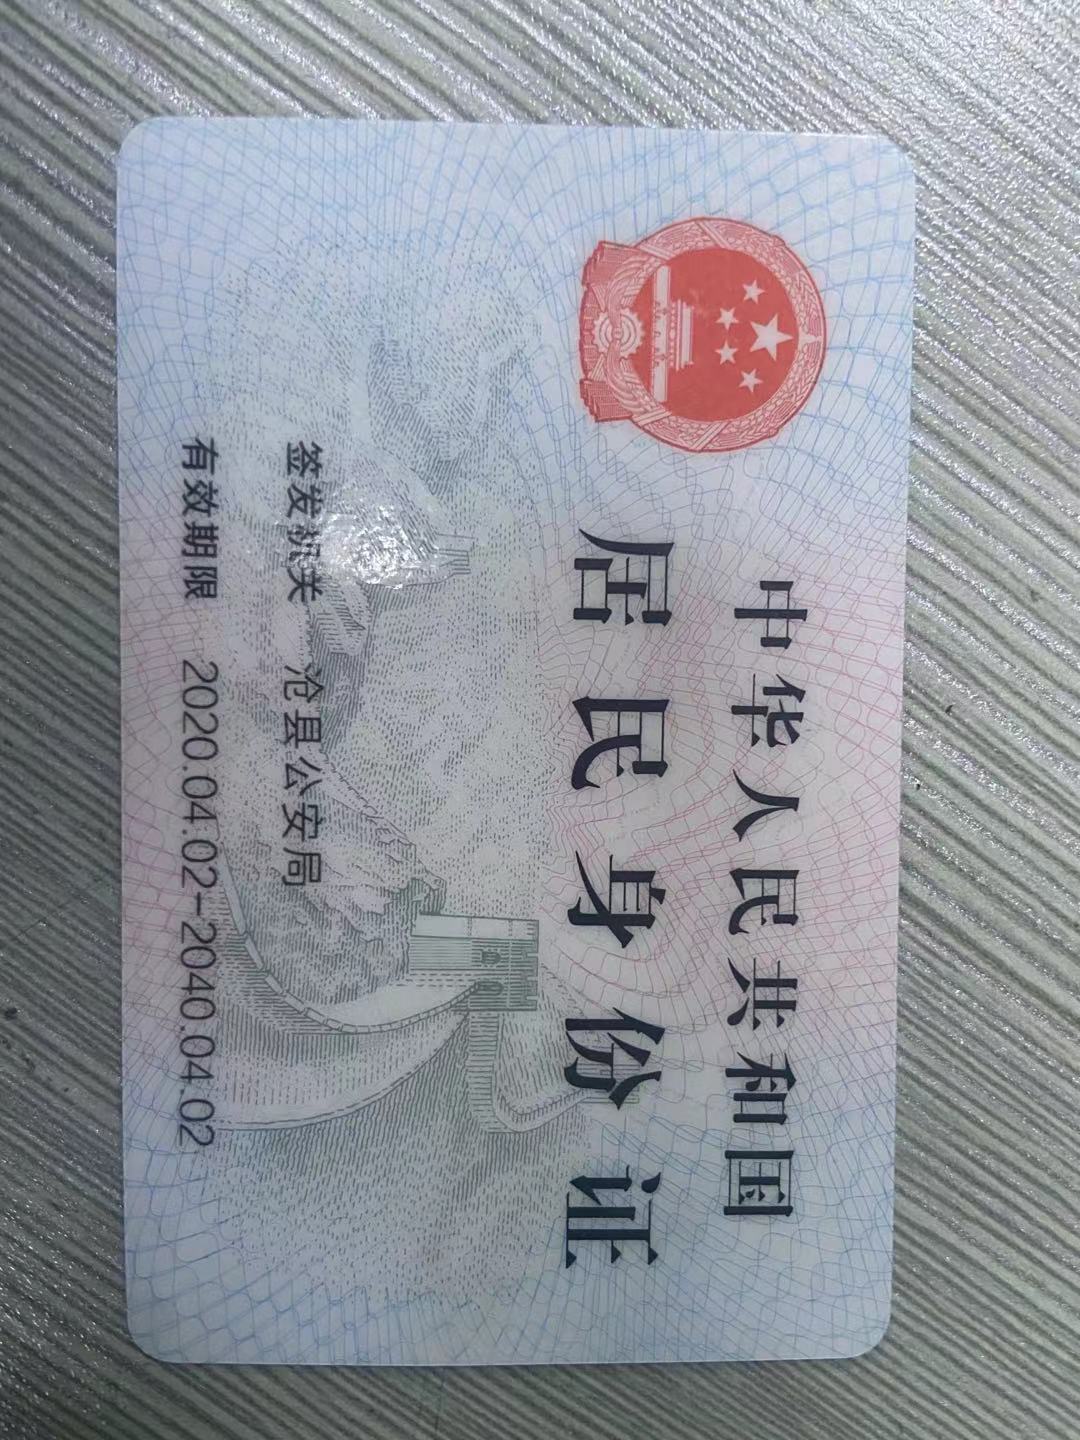 中华人民共和国
居民身份证
签发机关 沧县公安局
有效期限 2020.04.02-2040.04.02